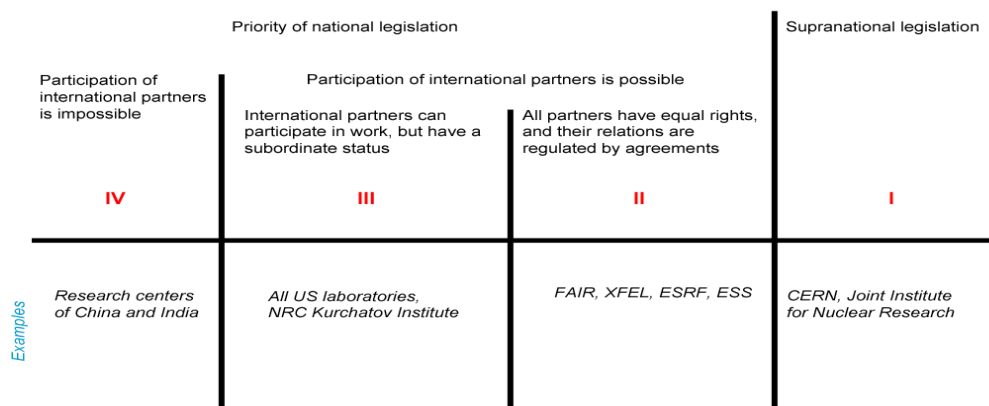 Priority of national legislation
Supranational legislation
Participation of
international partners
is impossible
Participation of international partners is possible
International partners can
participate in work, but have a
subordinate status
All partners have equal rights,
and their relations are
regulated by agreements
IV
III
II
I
Examples
Research centers
of China and India
All US laboratories,
NRC Kurchatov Institute
FAIR, XFEL, ESRF, ESS
CERN, Joint Institute
for Nuclear Research